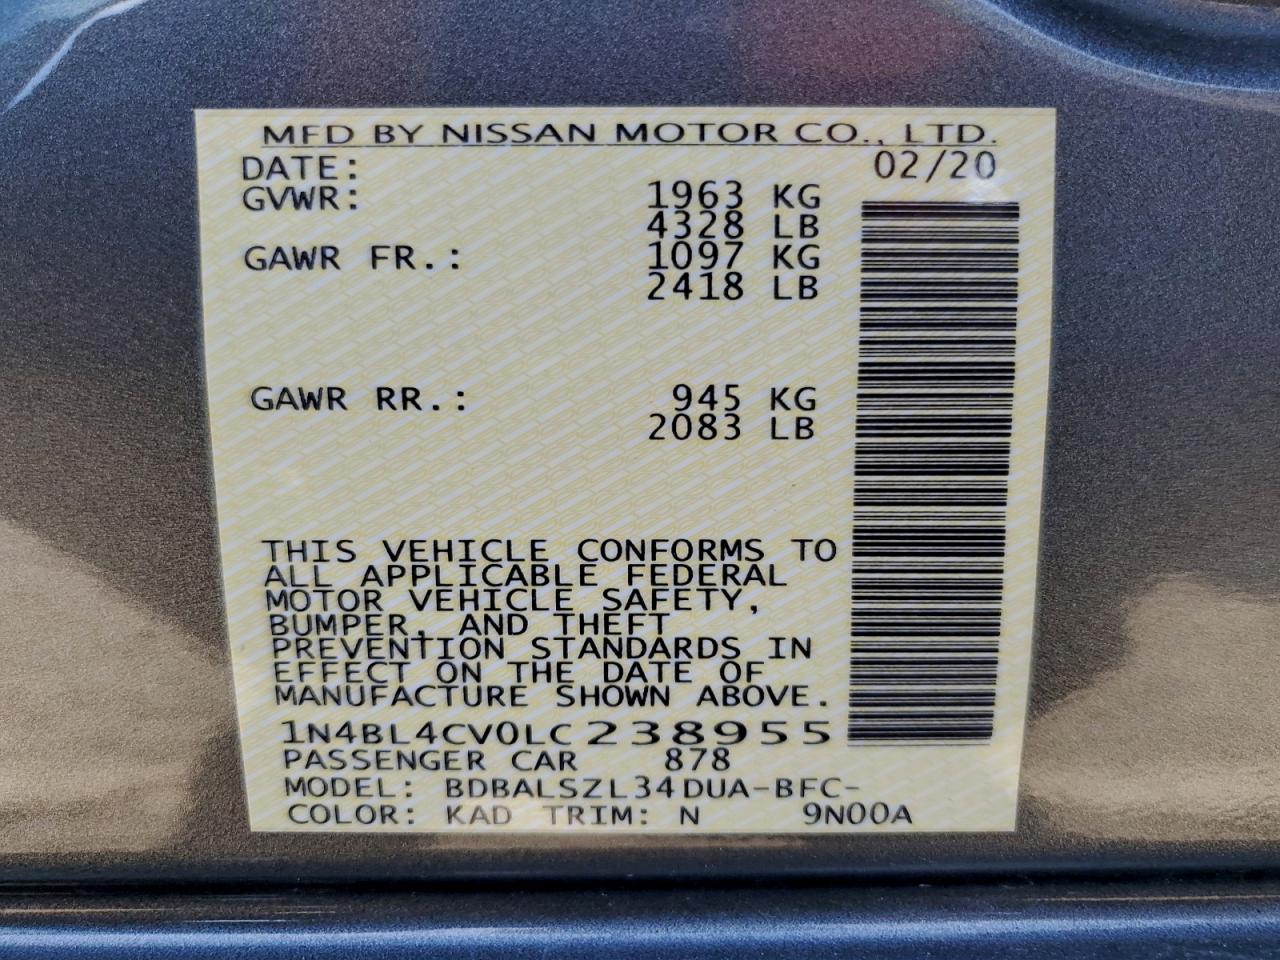 MFD BY NISSAN MOTOR CO., LTD.
DATE: 02/20
GVWR: 1963 KG
4328 LB
GAWR FR.: 1097 KG
2418 LB
GAWR RR.: 945 KG
2083 LB
THIS VEHICLE CONFORMS TO
ALL APPLICABLE FEDERAL
MOTOR VEHICLE SAFETY,
BUMPER, AND THEFT
PREVENTION STANDARDS IN
EFFECT ON THE DATE OF
MANUFACTURE SHOWN ABOVE.
1N4BL4CV0LC238955
PASSENGER CAR 878
MODEL: BDBALSZL34DUA-BFC-
COLOR: KAD TRIM: N 9N00A